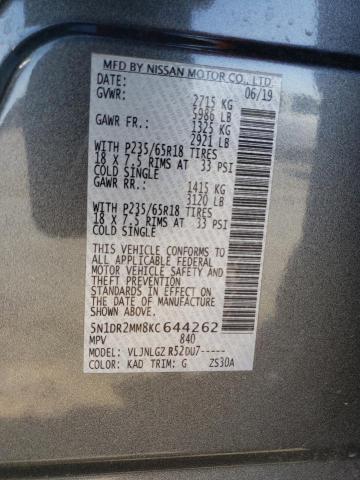 MFD BY NISSAN MOTOR CO., LTD
DATE: 06/19
GVWR: 2715 KG
5986 LB
GAWR FR.: 1325 KG
2921 LB
WITH P235/65R18 TIRES
18 X 7.5 RIMS AT 33 PSI
COLD SINGLE
GAWR RR.: 1415 KG
3120 LB
WITH P235/65R18 TIRES
18 X 7.5 RIMS AT 33 PSI
COLD SINGLE
THIS VEHICLE CONFORMS TO
ALL APPLICABLE FEDERAL
MOTOR VEHICLE SAFETY AND
THEFT PREVENTION
STANDARDS IN EFFECT ON
THE DATE OF MANUFACTURE
SHOWN ABOVE.
5N1DR2MM8KC644262
MPV 840
MODEL: VLJNLGZ R52DU7-----
COLOR: KAD TRIM: G ZS30A